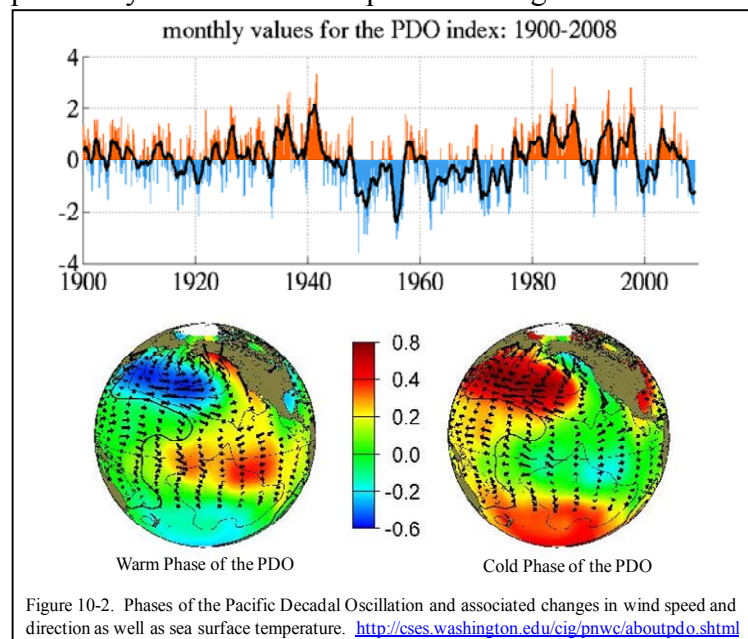 monthly values for the PDO index: 1900-2008
4
2
0
-2
-4
1900 1920 1940 1960 1980 2000
0.8
0.4
0.2
0.0
-0.2
-0.6
Warm Phase of the PDO
Cold Phase of the PDO
Figure 10-2. Phases of the Pacific Decadal Oscillation and associated changes in wind speed and
direction as well as sea surface temperature. http://cses.washington.edu/cig/pnwc/aboutpdo.shtml